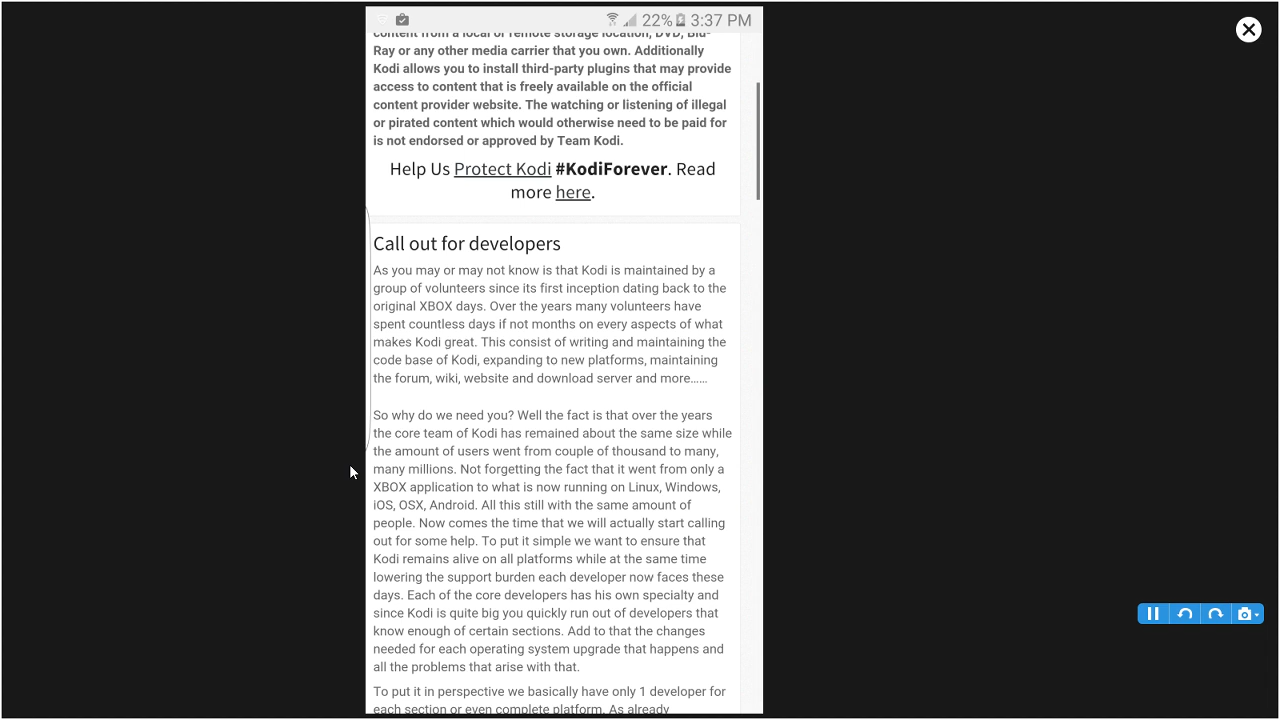 22% 3:37 PM
content from a local or remote storage location, DVD, Blu-
Ray or any other media carrier that you own. Additionally
Kodi allows you to install third-party plugins that may provide
access to content that is freely available on the official
content provider website. The watching or listening of illegal
or pirated content which would otherwise need to be paid for
is not endorsed or approved by Team Kodi.
Help Us Protect Kodi #KodiForever. Read
more here.
Call out for developers
As you may or may not know is that Kodi is maintained by a
group of volunteers since its first inception dating back to the
original XBOX days. Over the years many volunteers have
spent countless days if not months on every aspects of what
makes Kodi great. This consist of writing and maintaining the
code base of Kodi, expanding to new platforms, maintaining
the forum, wiki, website and download server and more……
So why do we need you? Well the fact is that over the years
the core team of Kodi has remained about the same size while
the amount of users went from couple of thousand to many,
many millions. Not forgetting the fact that it went from only a
XBOX application to what is now running on Linux, Windows,
iOS, OSX, Android. All this still with the same amount of
people. Now comes the time that we will actually start calling
out for some help. To put it simple we want to ensure that
Kodi remains alive on all platforms while at the same time
lowering the support burden each developer now faces these
days. Each of the core developers has his own specialty and
since Kodi is quite big you quickly run out of developers that
know enough of certain sections. Add to that the changes
needed for each operating system upgrade that happens and
all the problems that arise with that.
To put it in perspective we basically have only 1 developer for
each section or even complete platform. As already